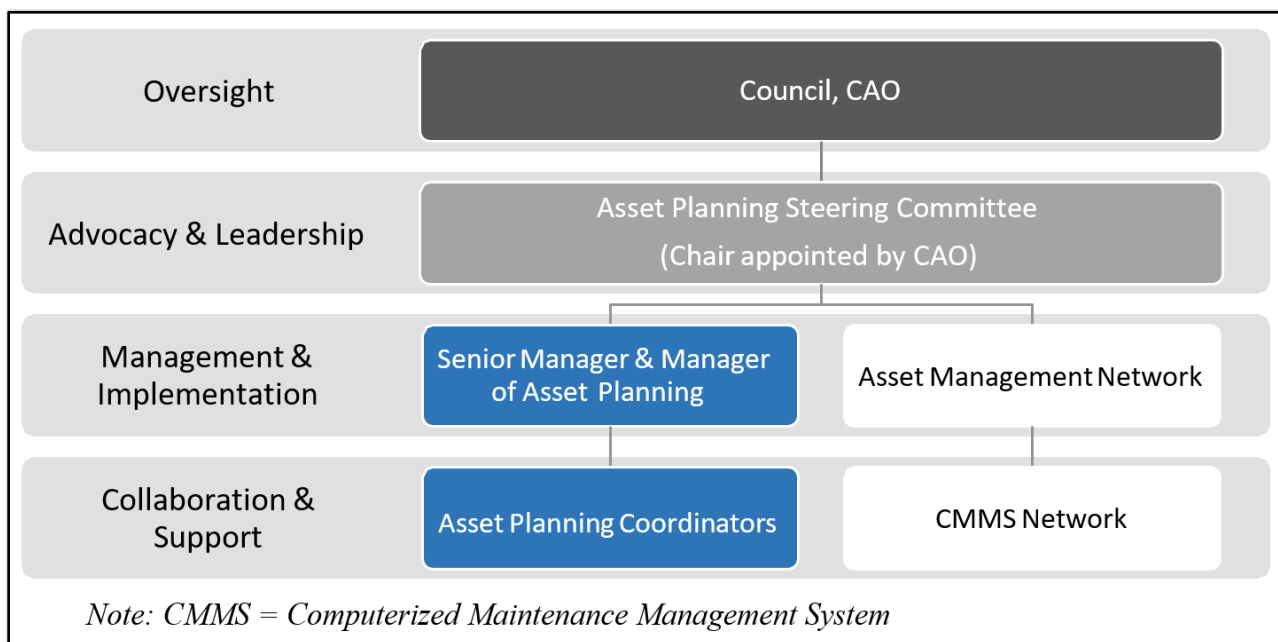 Oversight
Council, CAO
Advocacy & Leadership
Asset Planning Steering Committee
(Chair appointed by CAO)
Management &
Implementation
Senior Manager & Manager
of Asset Planning
Asset Management Network
Collaboration &
Support
Asset Planning Coordinators
CMMS Network
Note: CMMS = Computerized Maintenance Management System